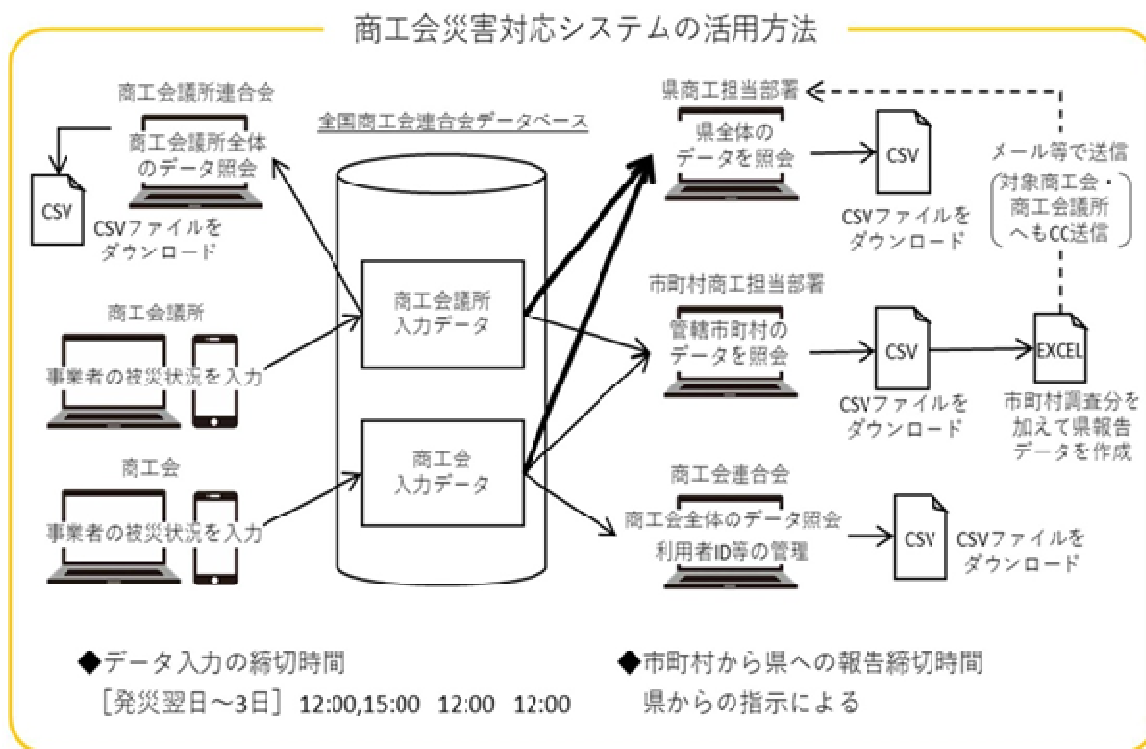 商工会災害対応システムの活用方法
商工会議所連合会
商工会議所全体
のデータ照会
CSV
CSVファイルを
ダウンロード
商工会議所
事業者の被災状況を入力
商工会
事業者の被災状況を入力
全国商工会連合会データベース
商工会議所
入力データ
商工会
入力データ
県商工担当部署
県全体の
データを照会
CSV
CSVファイルを
ダウンロード
メール等で送信
対象商工会・
商工会議所
へもCC送信
市町村商工担当部署
管轄市町村の
データを照会
CSV
CSVファイルを
ダウンロード
EXCEL
市町村調査分を
加えて県報告
データを作成
商工会連合会
商工会全体のデータ照会
利用者ID等の管理
CSV
CSVファイルを
ダウンロード
◆データ入力の締切時間
[発災翌日～3日] 12:00,15:00 12:00 12:00
◆市町村から県への報告締切時間
県からの指示による